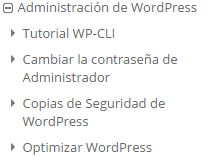 Administración de WordPress
Tutorial WP-CLI
Cambiar la contraseña de
Administrador
Copias de Seguridad de
WordPress
Optimizar WordPress